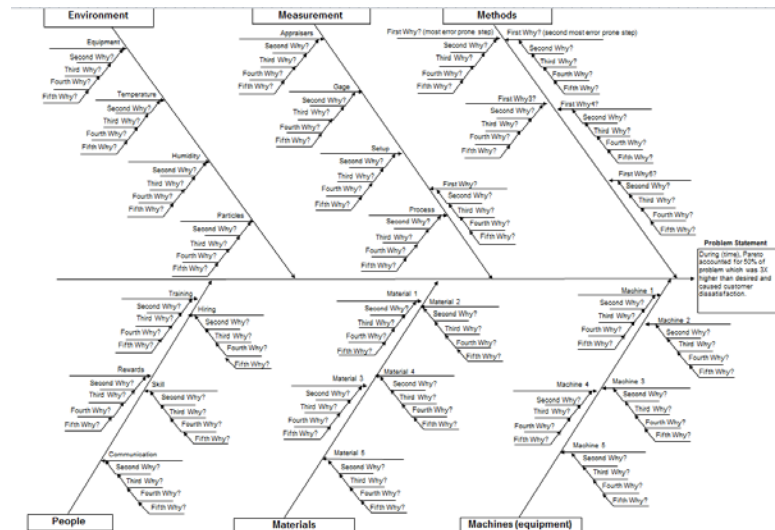 Environment
Measurement
Methods
Equipment
Second Why?
Third Why?
Fourth Why?
Fifth Why?
Temperature
Second Why?
Third Why?
Fourth Why?
Fifth Why?
Humidity
Second Why?
Third Why?
Fourth Why?
Fifth Why?
Particles
Second Why?
Third Why?
Fourth Why?
Fifth Why?
Appraisers
Second Why?
Third Why?
Fourth Why?
Fifth Why?
Gage
Second Why?
Third Why?
Fourth Why?
Fifth Why?
Setup
Second Why?
Third Why?
Fourth Why?
Fifth Why?
Process
Second Why?
Third Why?
Fourth Why?
Fifth Why?
First Why?
Second Why?
Third Why?
Fourth Why?
Fifth Why?
First Why? (most error prone step)
Second Why?
Third Why?
Fourth Why?
Fifth Why?
First Why? (second most error prone step)
Second Why?
Third Why?
Fourth Why?
Fifth Why?
First Why3?
Second Why?
Third Why?
Fourth Why?
Fifth Why?
First Why4?
Second Why?
Third Why?
Fourth Why?
Fifth Why?
First Why5?
Second Why?
Third Why?
Fourth Why?
Fifth Why?
Problem Statement
During (time), Pareto
accounted for 50% of
problem which was 3X
higher than desired and
caused customer
dissatisfaction.
Training
Second Why?
Third Why?
Fourth Why?
Fifth Why?
Hiring
Second Why?
Third Why?
Fourth Why?
Fifth Why?
Rewards
Second Why?
Third Why?
Fourth Why?
Fifth Why?
Skill
Second Why?
Third Why?
Fourth Why?
Fifth Why?
Communication
Second Why?
Third Why?
Fourth Why?
Fifth Why?
Material 1
Second Why?
Third Why?
Fourth Why?
Fifth Why?
Material 2
Second Why?
Third Why?
Fourth Why?
Fifth Why?
Material 3
Second Why?
Third Why?
Fourth Why?
Fifth Why?
Material 4
Second Why?
Third Why?
Fourth Why?
Fifth Why?
Material 5
Second Why?
Third Why?
Fourth Why?
Fifth Why?
Machine 1
Second Why?
Third Why?
Fourth Why?
Fifth Why?
Machine 2
Second Why?
Third Why?
Fourth Why?
Fifth Why?
Machine 4
Second Why?
Third Why?
Fourth Why?
Fifth Why?
Machine 3
Second Why?
Third Why?
Fourth Why?
Fifth Why?
Machine 5
Second Why?
Third Why?
Fourth Why?
Fifth Why?
People
Materials
Machines (equipment)